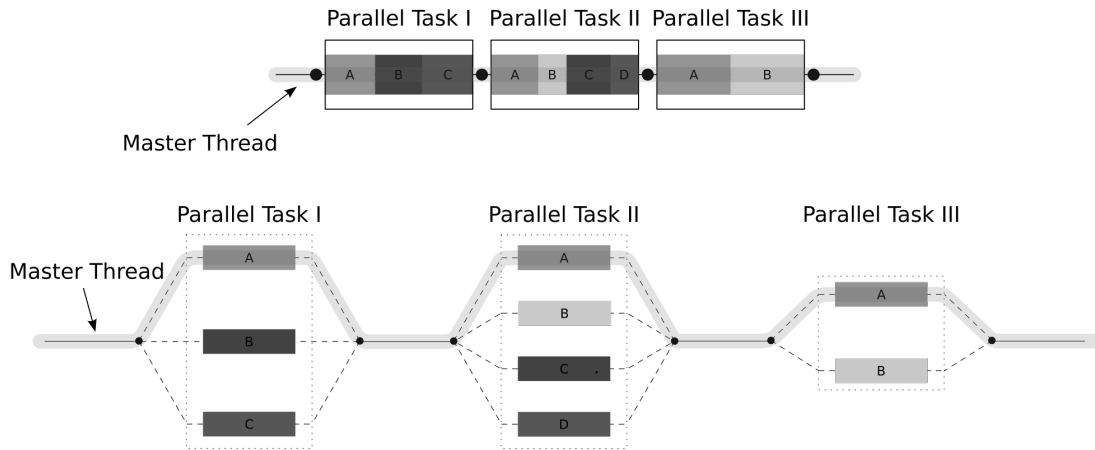 Parallel Task I Parallel Task II Parallel Task III
A B C A B C D A B
Master Thread
Parallel Task I Parallel Task II Parallel Task III
A A
Master Thread
A
B
B
C
B
C D